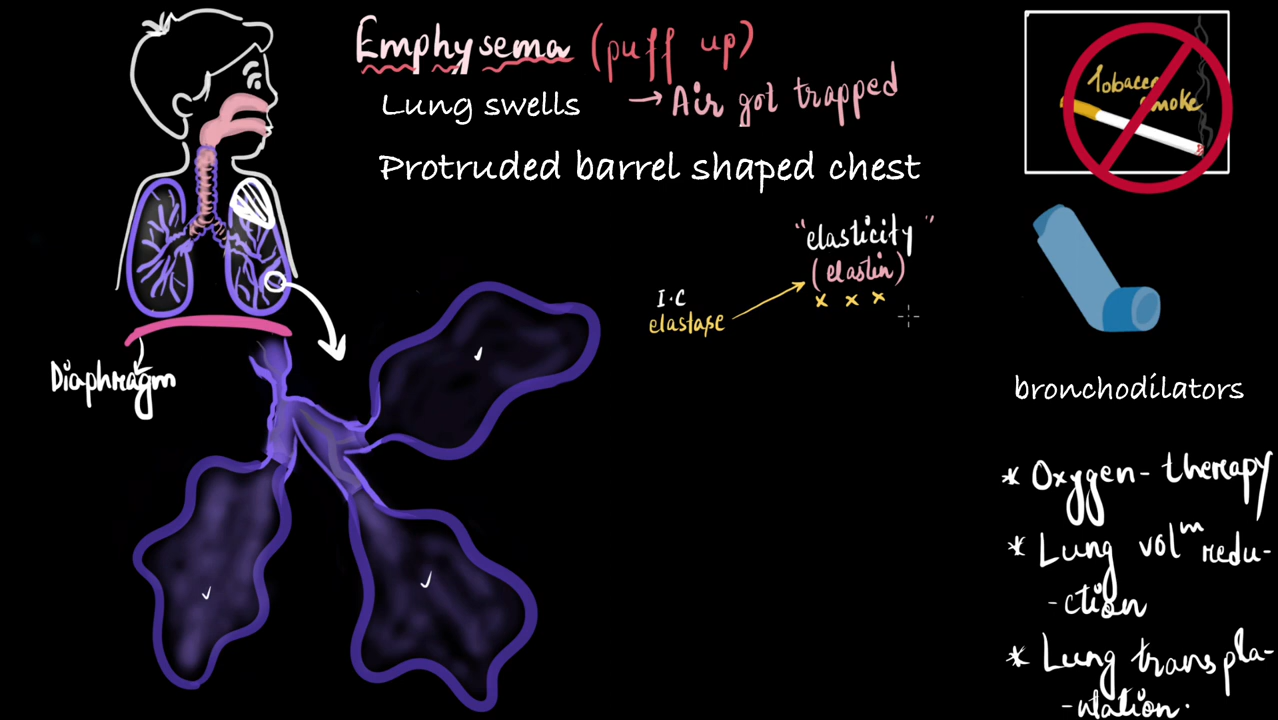 Emphysema (puff up)
Lung swells → Air got trapped
Protruded barrel shaped chest
Tobacco
smoke
"elasticity"
(elastin)
x x x
I.C
elastase
Diaphragm
bronchodilators
* Oxygen-therapy
* Lung volᵐ redu-
-ction
* Lung transpla-
-ntation.